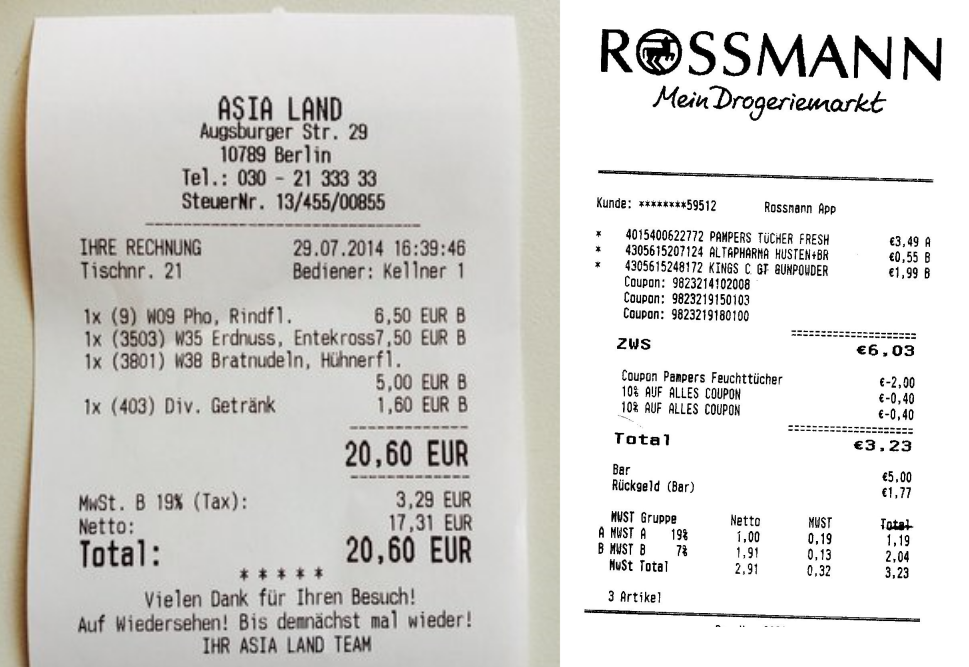 ASIA LAND
Augsburger Str. 29
10789 Berlin
Tel.: 030 - 21 333 33
SteuerNr. 13/455/00855
IHRE RECHNUNG 29.07.2014 16:39:46
Tischnr. 21 Bediener: Kellner 1
1x (9) W09 Pho, Rindfl. 6,50 EUR B
1x (3503) W35 Erdnuss, Entekross7,50 EUR B
1x (3801) W38 Bratnudeln, Hühnerfl.
5,00 EUR B
1x (403) Div. Getränk 1,60 EUR B
20,60 EUR
MwSt. B 19% (Tax): 3,29 EUR
Netto: 17,31 EUR
Total: 20,60 EUR
* * * * *
Vielen Dank für Ihren Besuch!
Auf Wiedersehen! Bis demnächst mal wieder!
IHR ASIA LAND TEAM
ROSSMANN
Mein Drogeriemarkt
Kunde: ********59512 Rossmann App
* 4015400622772 PAMPERS TÜCHER FRESH €3,49 A
* 4305615207124 ALTAPHARMA HUSTEN+BR €0,55 B
* 4305615248172 KINGS C GT GUNPOWDER €1,99 B
Coupon: 9823214102008
Coupon: 9823219150103
Coupon: 9823219180100
ZWS €6,03
Coupon Pampers Feuchttücher €-2,00
10% AUF ALLES COUPON €-0,40
10% AUF ALLES COUPON €-0,40
Total €3,23
Bar €5,00
Rückgeld (Bar) €1,77
MWST Gruppe Netto MWST Total
A MWST A 19% 1,00 0,19 1,19
B MWST B 7% 1,91 0,13 2,04
MwSt Total 2,91 0,32 3,23
3 Artikel